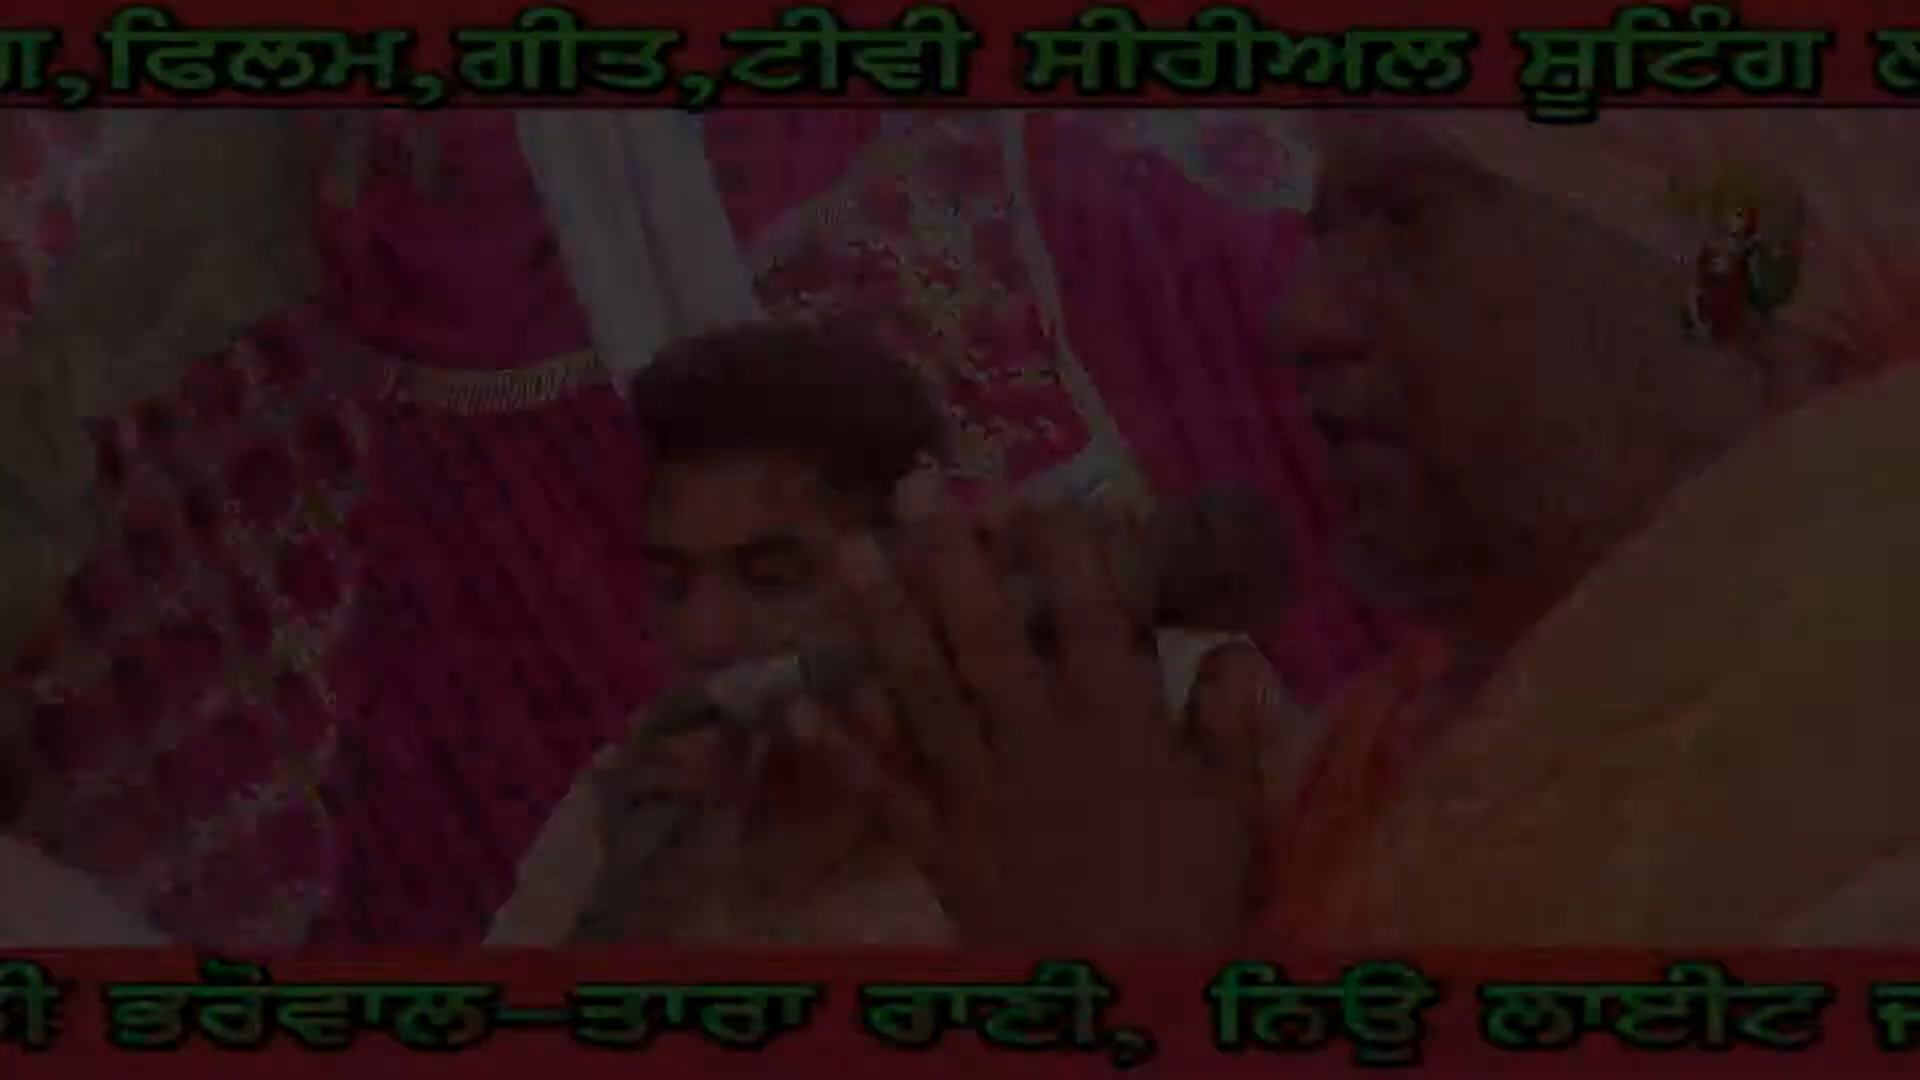 ਫਿਲਮ,ਗੀਤ,ਟੀਵੀ ਸੀਰੀਅਲ ਸ਼ੂਟਿੰਗ
ਭਰੋਵਾਲ-ਤਾਰਾ ਰਾਣੀ, ਨਿਊ ਲਾਈਟ